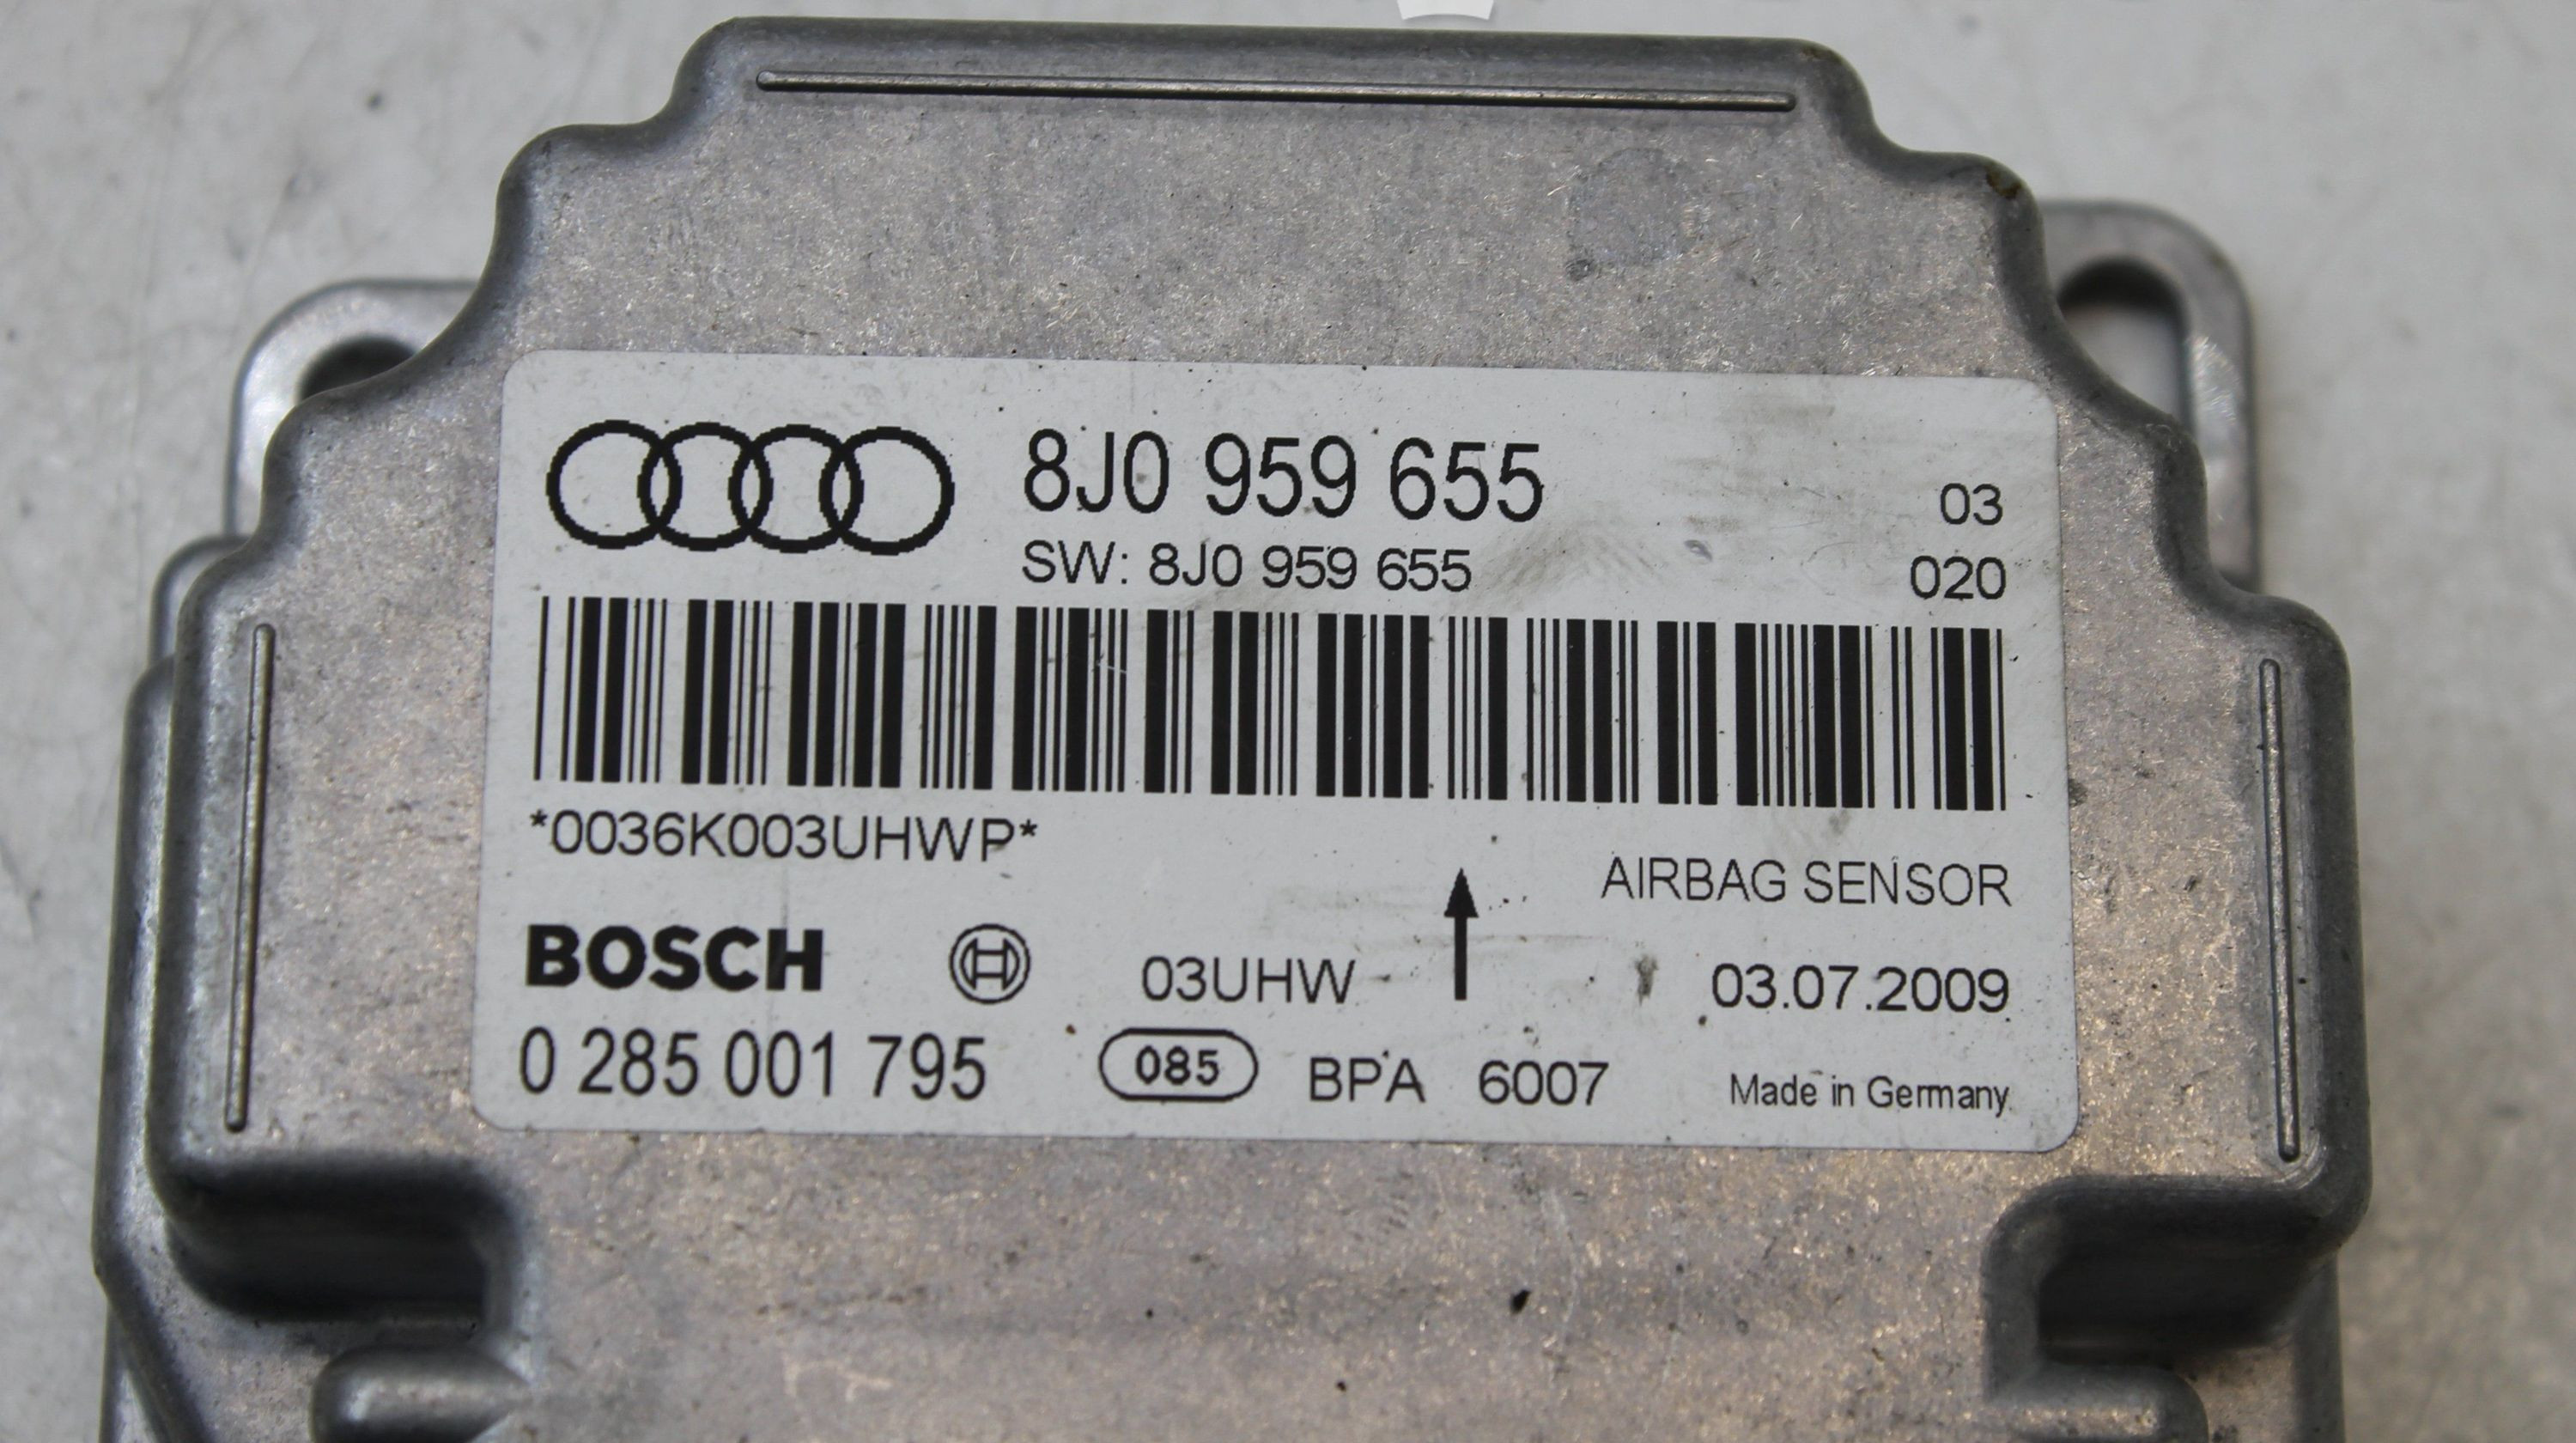 8J0 959 655 03
SW: 8J0 959 655 020
*0036K003UHWP*
AIRBAG SENSOR
BOSCH 03UHW 03.07.2009
0 285 001 795 085 BPA 6007 Made in Germany